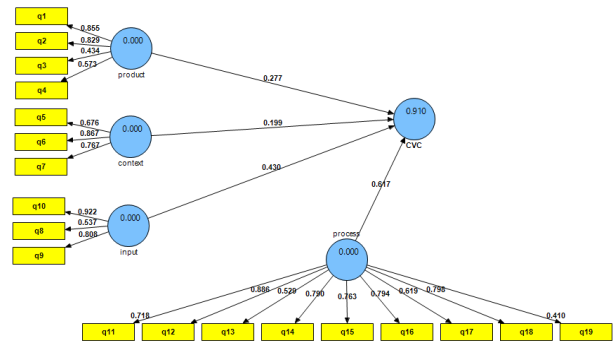 q1
0.855
q2
0.829
0.000
q3
0.434
0.573
q4
product
0.277
q5
0.676
0.000
0.199
0.910
q6
0.867
CVC
q7
0.767
context
0.430
0.617
q10
0.922
0.000
q8
0.537
q9
0.808
input
process
0.000
0.718
0.886
0.529
0.790
0.763
0.794
0.619
0.798
0.410
q11
q12
q13
q14
q15
q16
q17
q18
q19